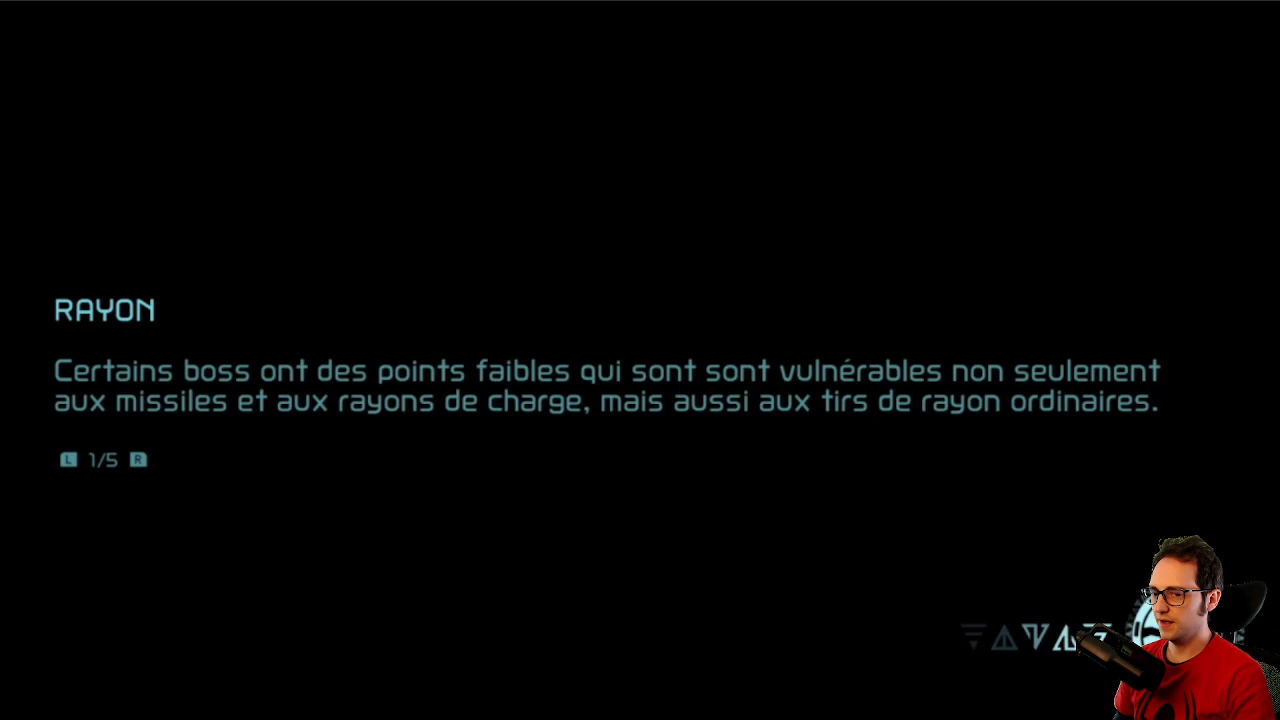 RAYON
Certains boss ont des points faibles qui sont sont vulnérables non seulement
aux missiles et aux rayons de charge, mais aussi aux tirs de rayon ordinaires.
L 1/5 R